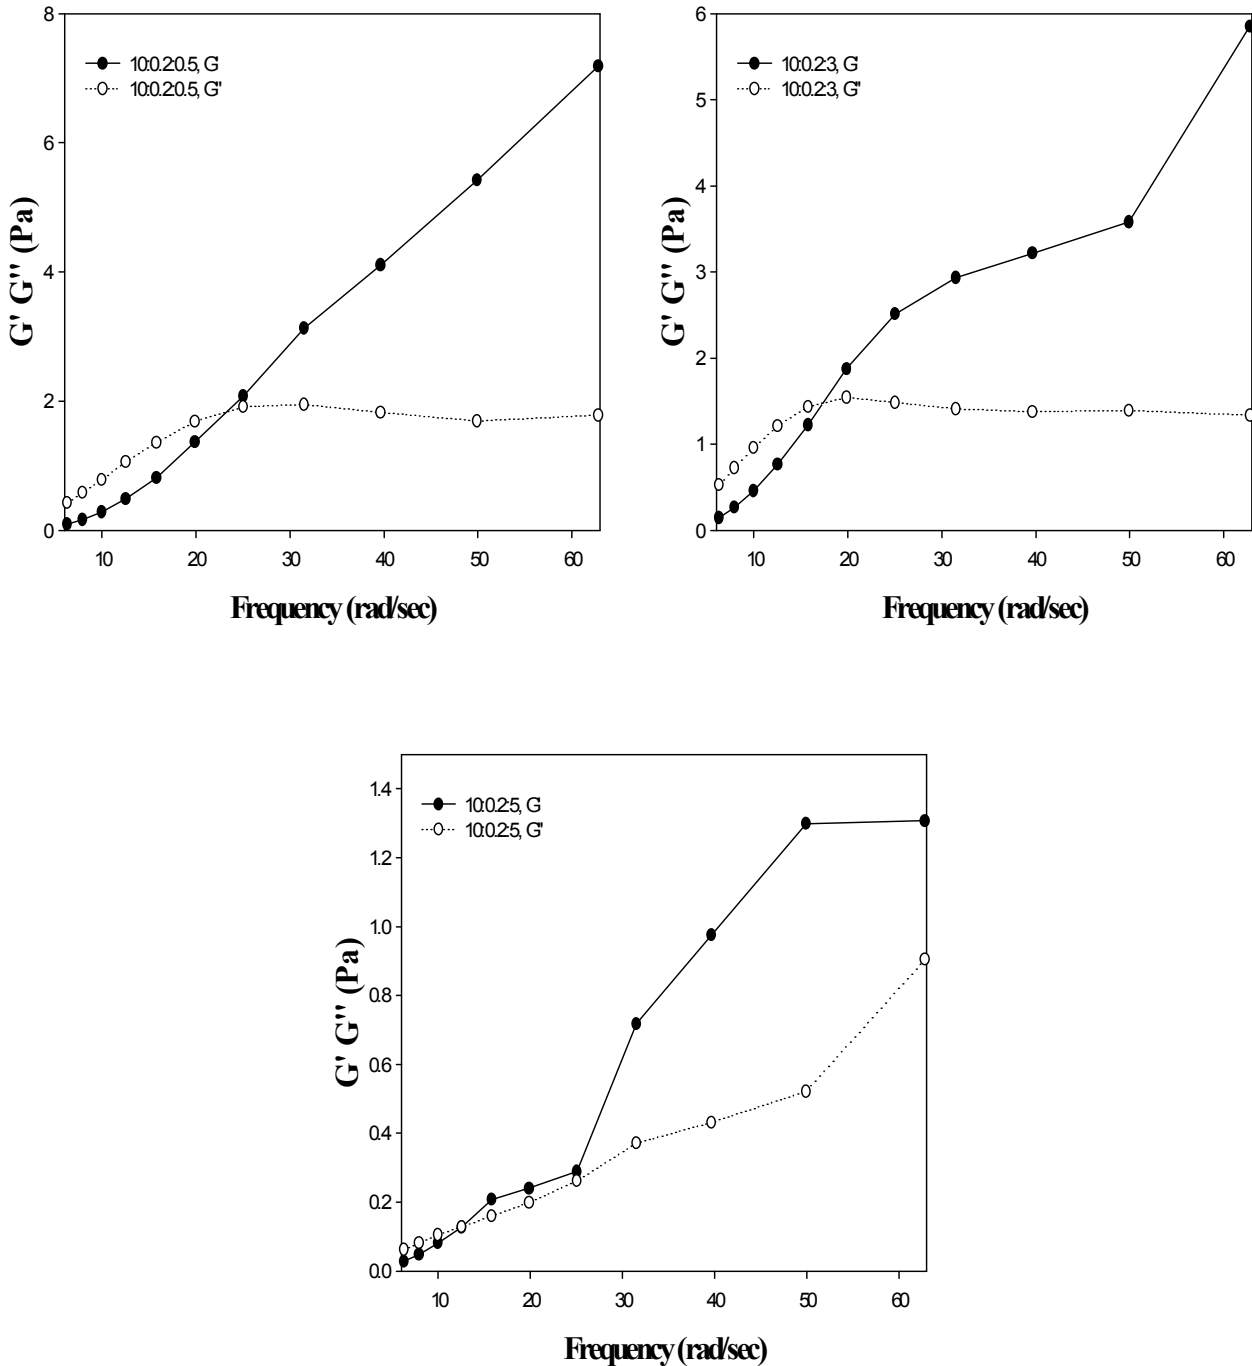 8
6
4
2
0
G' G'' (Pa)
10:0.2:0.5, G'
10:0.2:0.5, G''
10 20 30 40 50 60
Frequency (rad/sec)
6
5
4
3
2
1
0
G' G'' (Pa)
10:0.2:3, G'
10:0.2:3, G''
10 20 30 40 50 60
Frequency (rad/sec)
1.4
1.2
1.0
0.8
0.6
0.4
0.2
0.0
G' G'' (Pa)
10:0.2:5, G'
10:0.2:5, G''
10 20 30 40 50 60
Frequency (rad/sec)